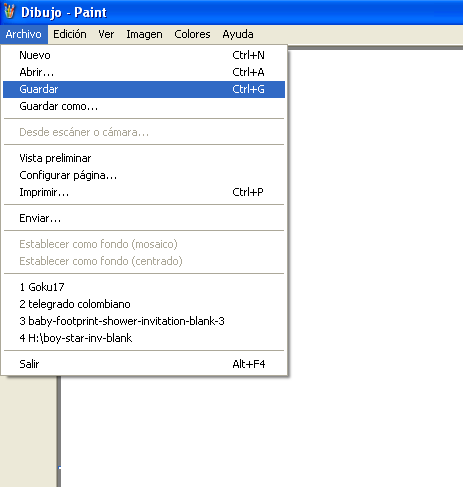 Dibujo - Paint
Archivo Edición Ver Imagen Colores Ayuda
Nuevo Ctrl+N
Abrir... Ctrl+A
Guardar Ctrl+G
Guardar como...
Desde escáner o cámara...
Vista preliminar
Configurar página...
Imprimir... Ctrl+P
Enviar...
Establecer como fondo (mosaico)
Establecer como fondo (centrado)
1 Goku17
2 telegrado colombiano
3 baby-footprint-shower-invitation-blank-3
4 H:\boy-star-inv-blank
Salir Alt+F4